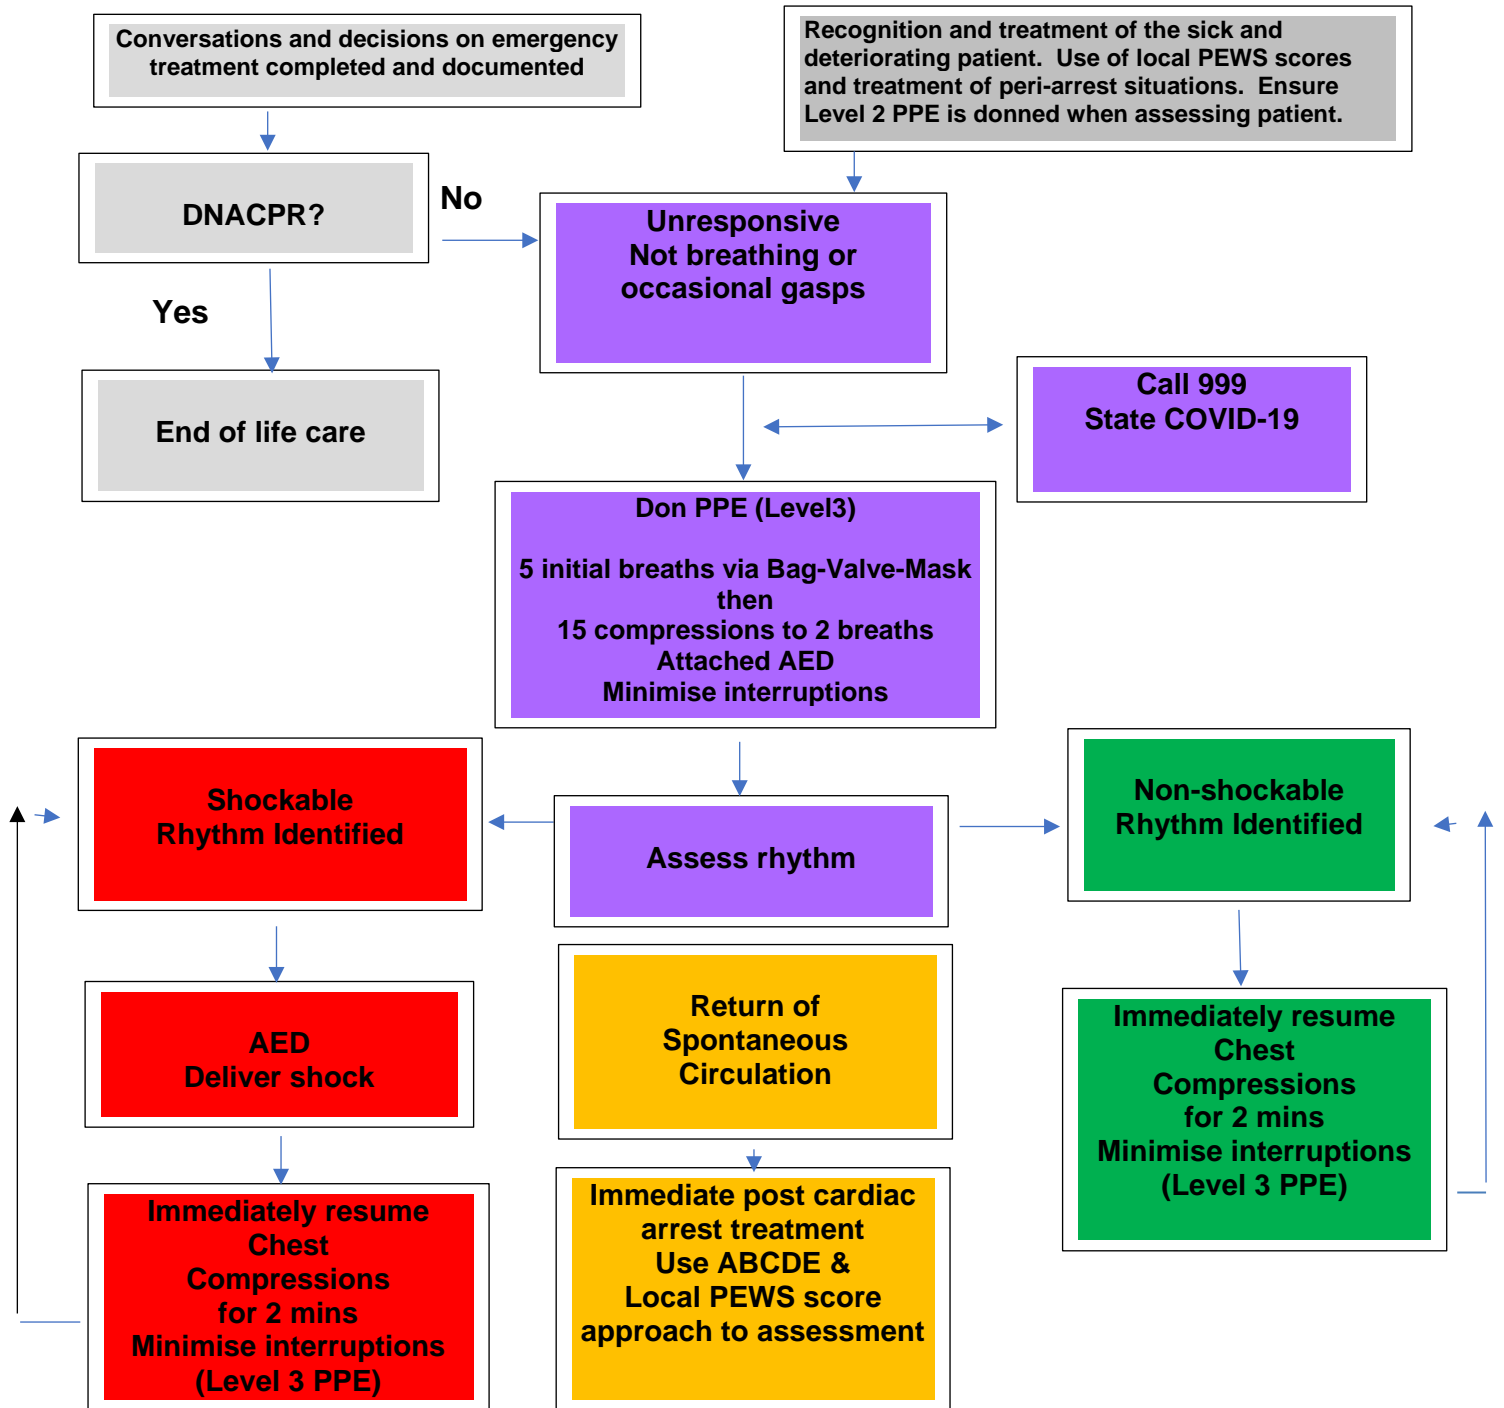 Conversations and decisions on emergency
treatment completed and documented
Recognition and treatment of the sick and
deteriorating patient.  Use of local PEWS scores
and treatment of peri-arrest situations.  Ensure
Level 2 PPE is donned when assessing patient.
DNACPR?
No
Unresponsive
Not breathing or
occasional gasps
Yes
End of life care
Call 999
State COVID-19
Don PPE (Level3)
5 initial breaths via Bag-Valve-Mask
then
15 compressions to 2 breaths
Attached AED
Minimise interruptions
Shockable
Rhythm Identified
Assess rhythm
Non-shockable
Rhythm Identified
AED
Deliver shock
Return of
Spontaneous
Circulation
Immediately resume
Chest
Compressions
for 2 mins
Minimise interruptions
(Level 3 PPE)
Immediately resume
Chest
Compressions
for 2 mins
Minimise interruptions
(Level 3 PPE)
Immediate post cardiac
arrest treatment
Use ABCDE &
Local PEWS score
approach to assessment